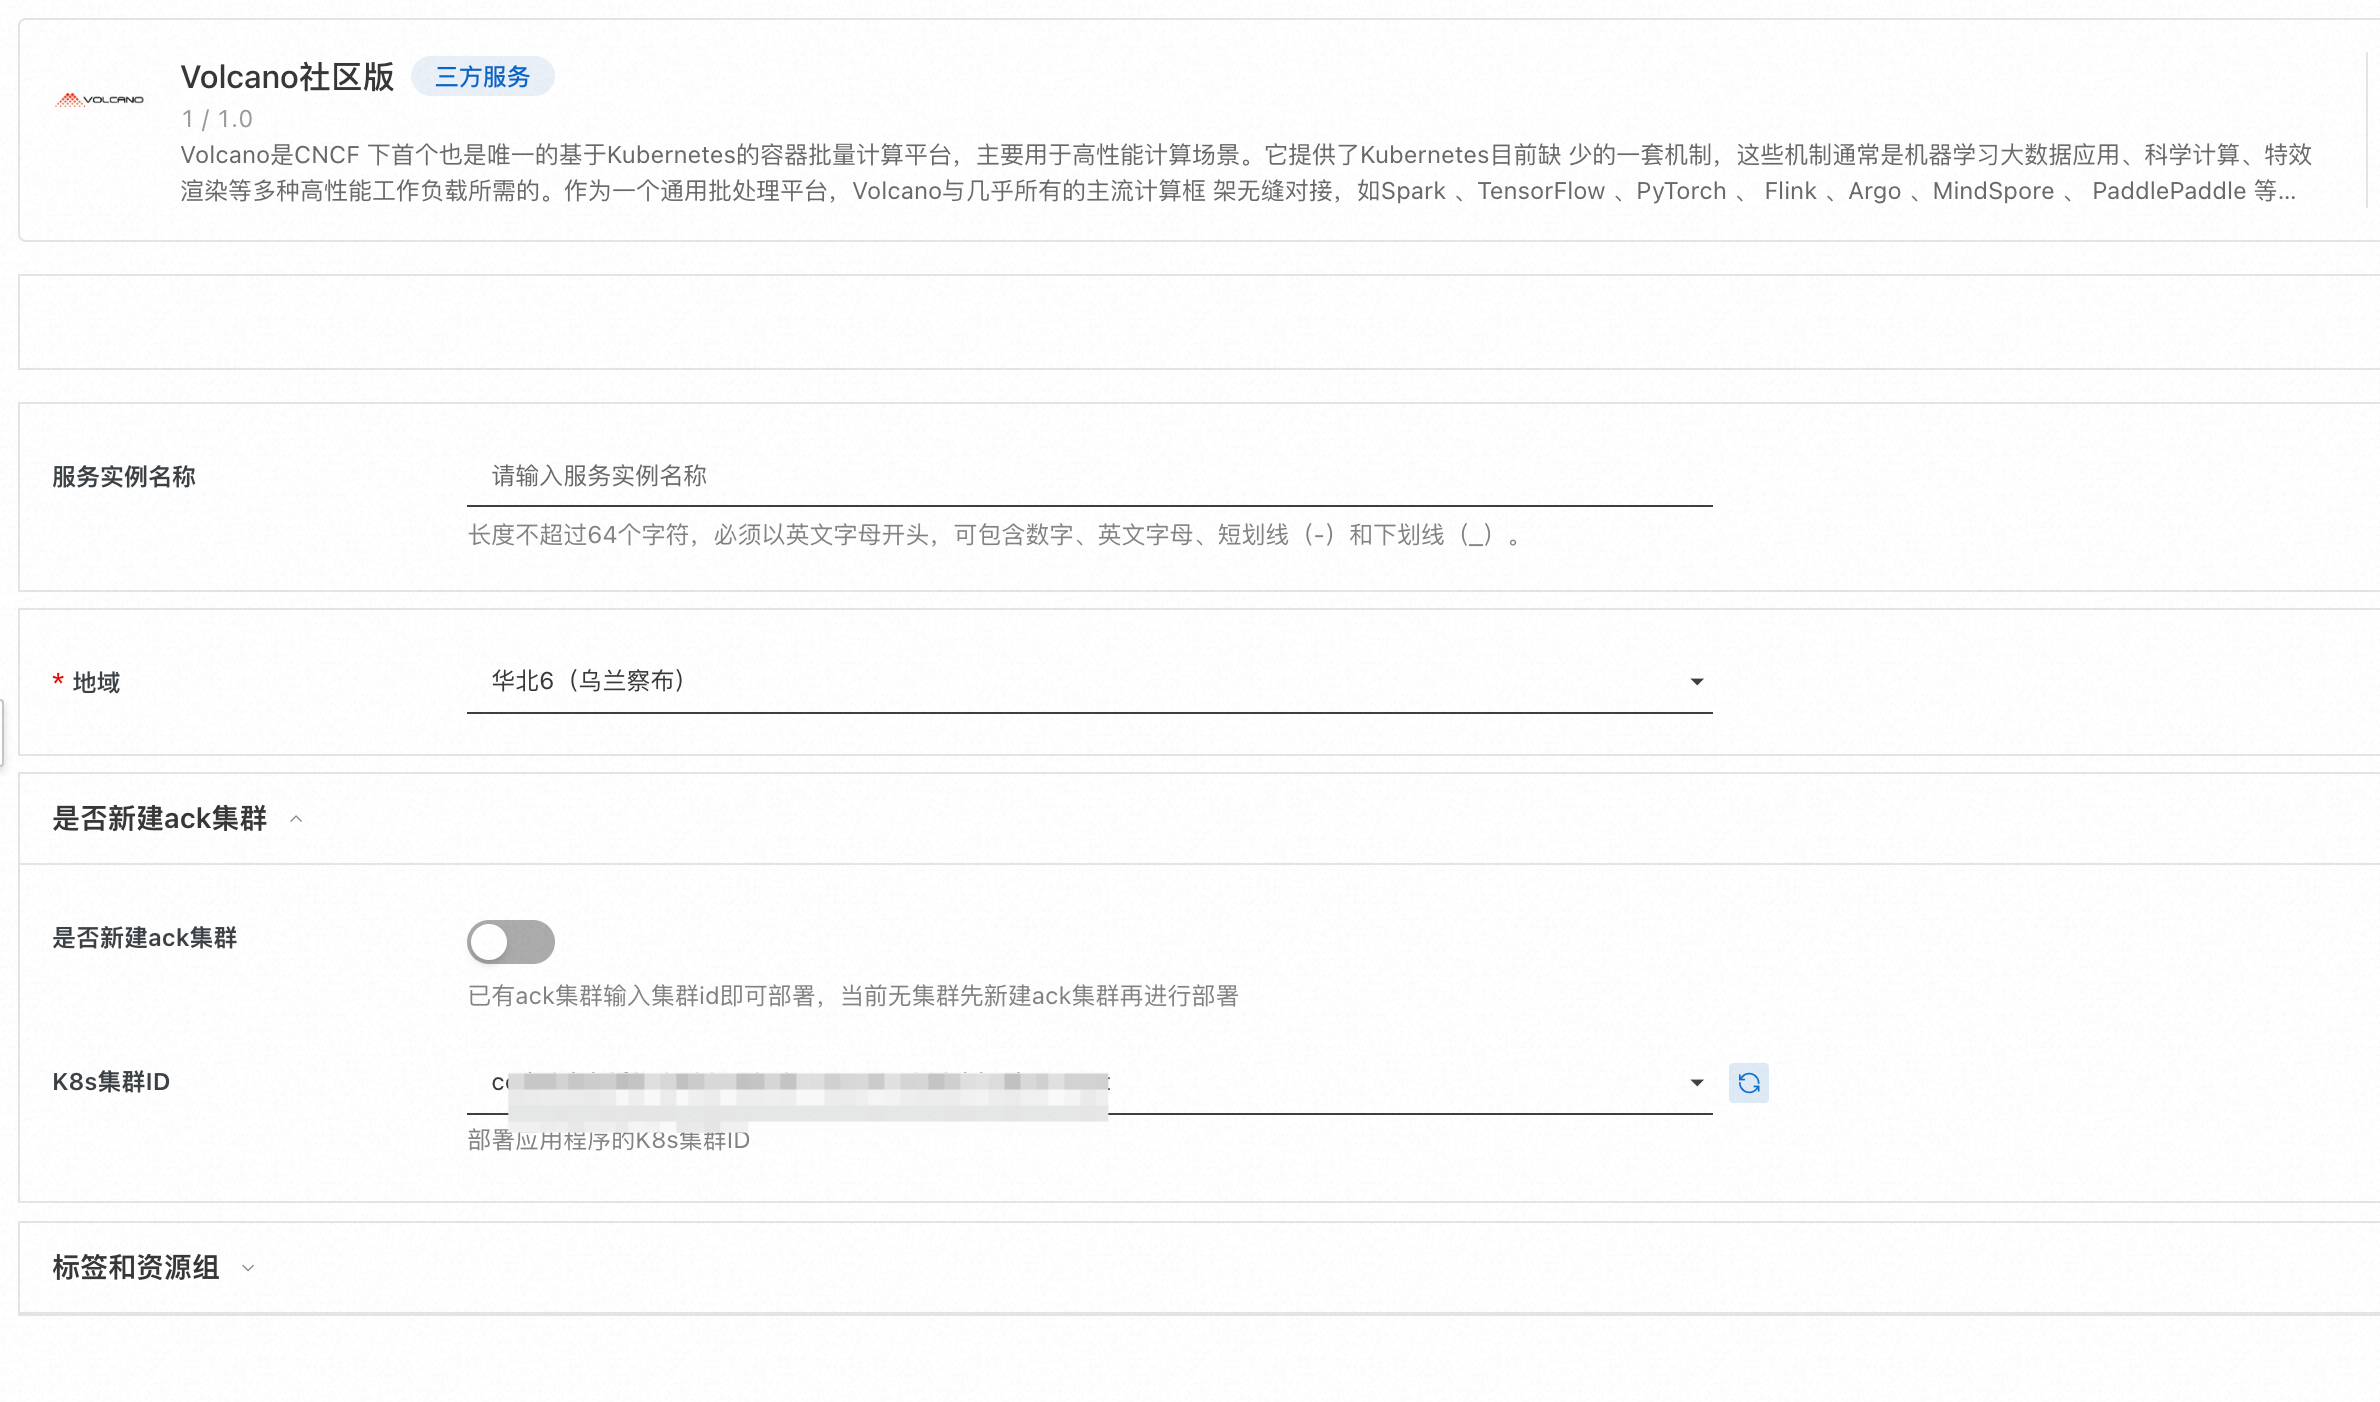 VOLCANO
Volcano社区版 三方服务
1 / 1.0
Volcano是CNCF 下首个也是唯一的基于Kubernetes的容器批量计算平台，主要用于高性能计算场景。它提供了Kubernetes目前缺 少的一套机制，这些机制通常是机器学习大数据应用、科学计算、特效
渲染等多种高性能工作负载所需的。作为一个通用批处理平台，Volcano与几乎所有的主流计算框 架无缝对接，如Spark 、TensorFlow 、PyTorch 、 Flink 、Argo 、MindSpore 、 PaddlePaddle 等...
服务实例名称 请输入服务实例名称
长度不超过64个字符，必须以英文字母开头，可包含数字、英文字母、短划线（-）和下划线（_）。
* 地域 华北6（乌兰察布）
是否新建ack集群
是否新建ack集群
已有ack集群输入集群id即可部署，当前无集群先新建ack集群再进行部署
K8s集群ID
部署应用程序的K8s集群ID
标签和资源组